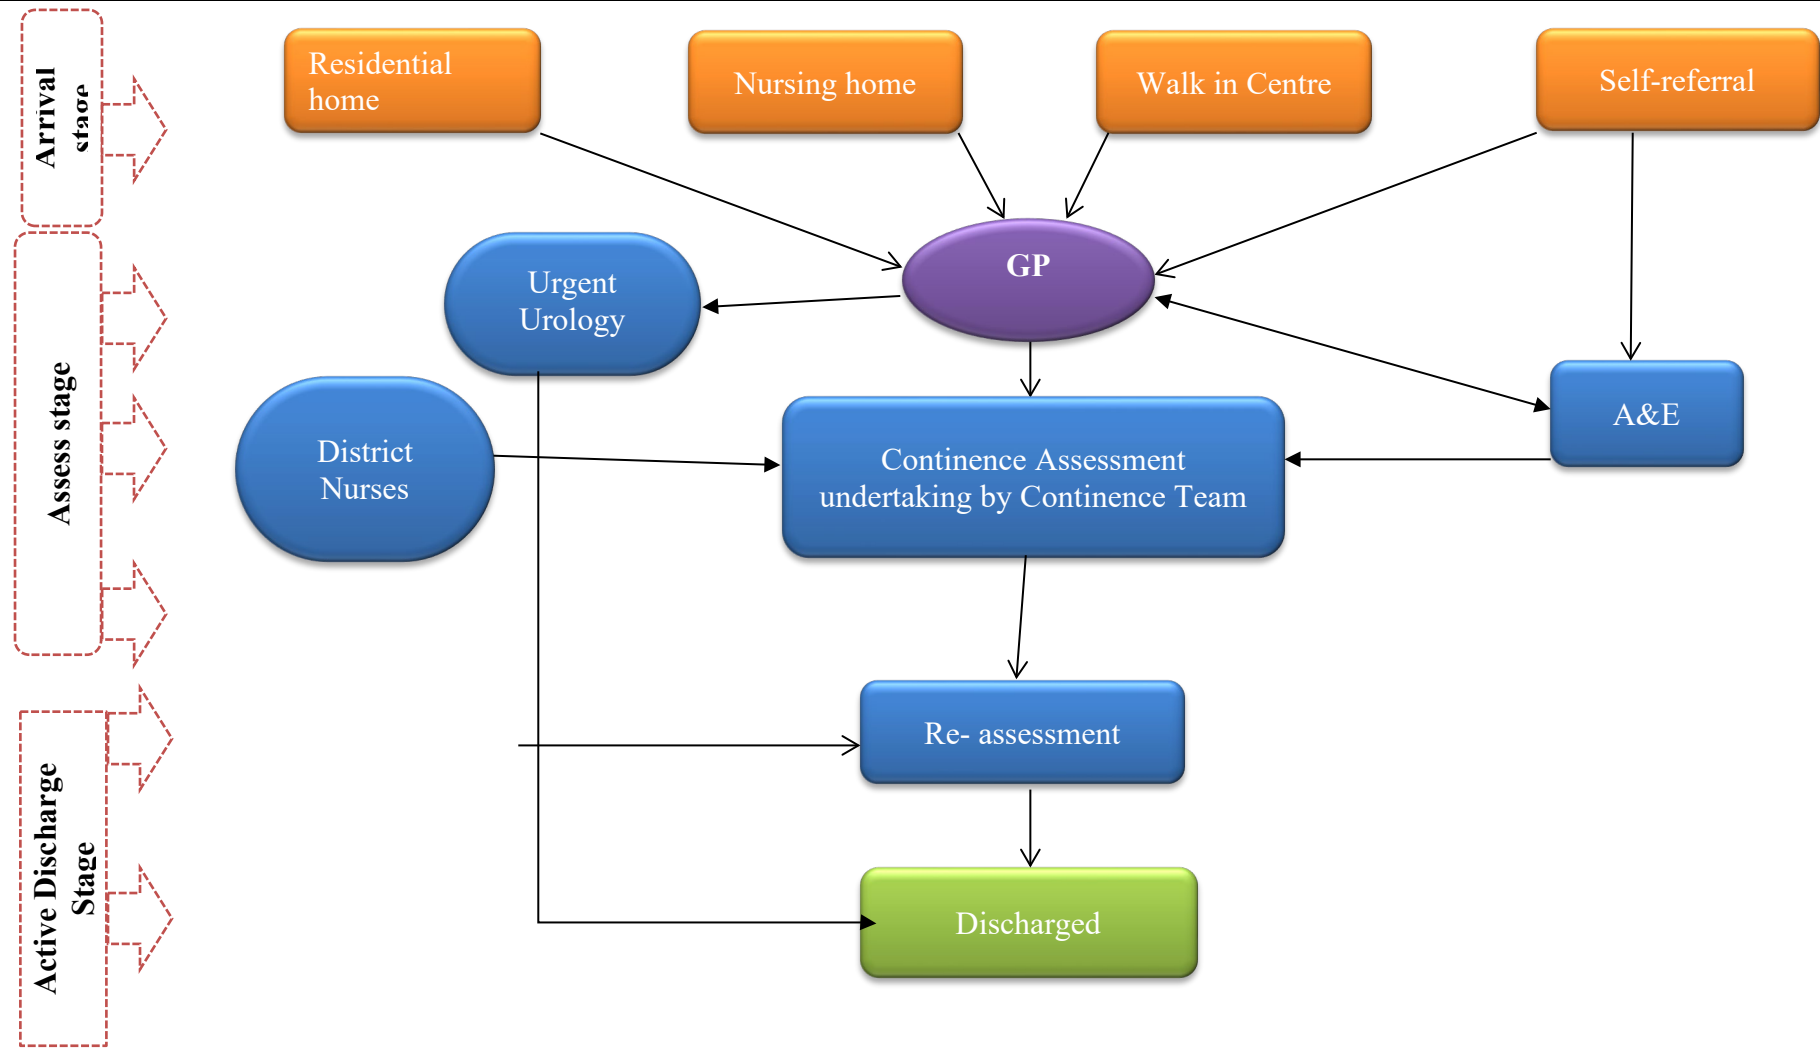 Arrival
stage
Residential
home
Nursing home
Walk in Centre
Self-referral
GP
Urgent
Urology
Assess stage
District
Nurses
A&E
Continence Assessment
undertaking by Continence Team
Re- assessment
Active Discharge
Stage
Discharged